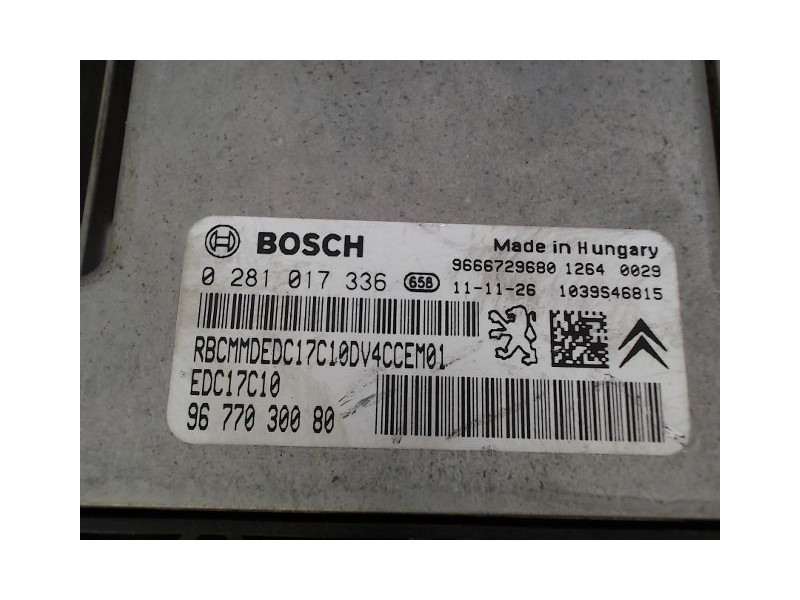 BOSCH
Made in Hungary
0 281 017 336 658
9666729680 1264 0029
11-11-26 1039S46815
RBCMMDEDC17C10DV4CCEM01
EDC17C10
96 770 300 80